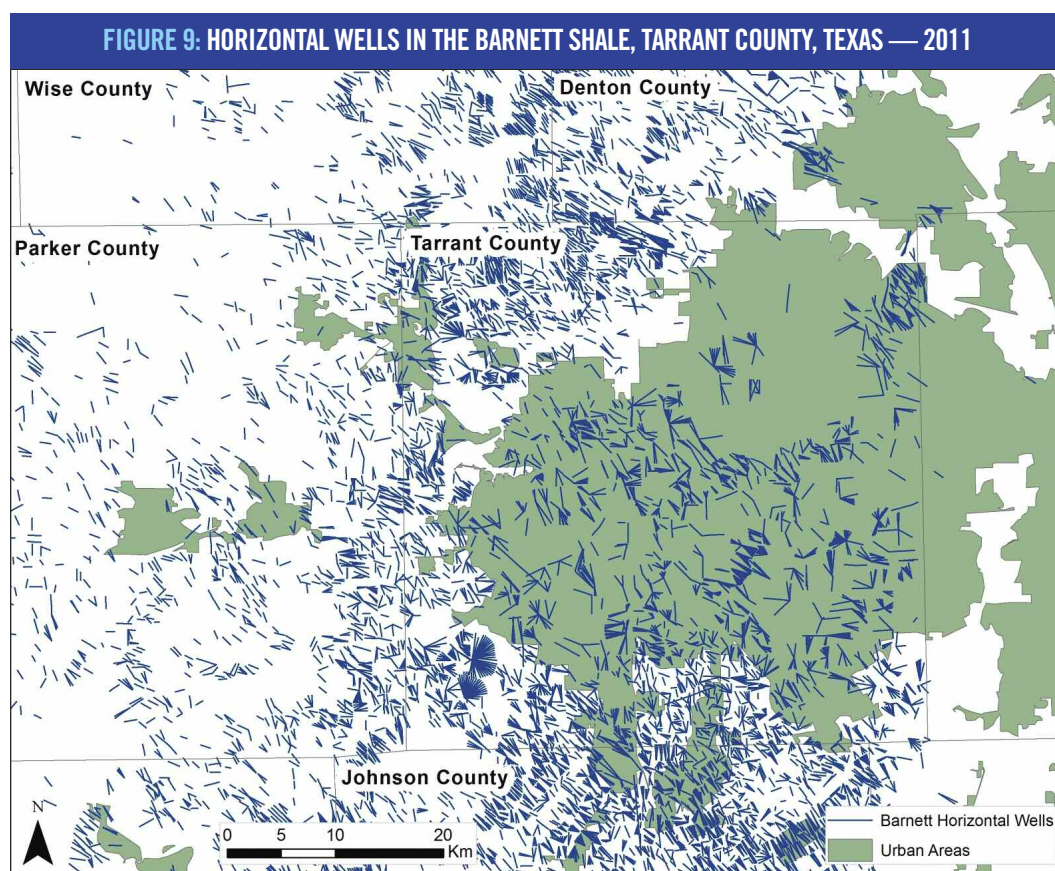 FIGURE 9: HORIZONTAL WELLS IN THE BARNETT SHALE, TARRANT COUNTY, TEXAS — 2011
Wise County
Denton County
Parker County
Tarrant County
Johnson County
N
0 5 10 20
Km
Barnett Horizontal Wells
Urban Areas